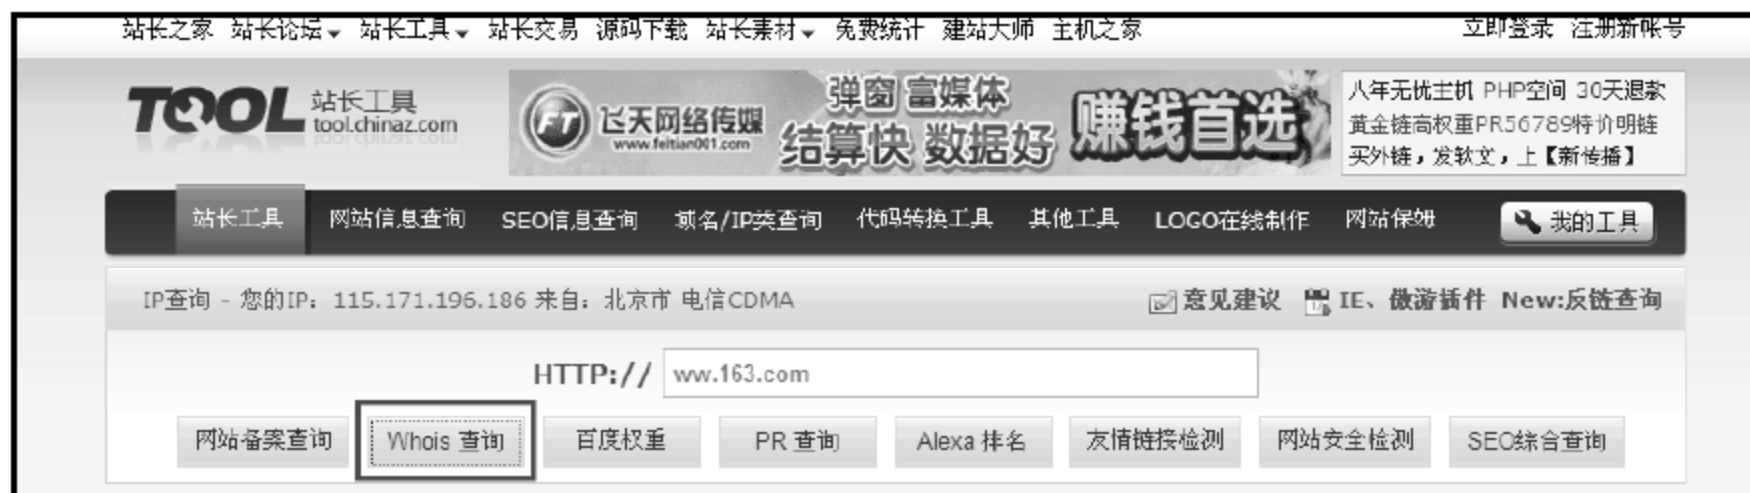 站长之家 站长论坛 站长工具 站长交易 源码下载 站长素材 免费统计 建站大师 主机之家 立即登录 注册新帐号
TOOL 站长工具
tool.chinaz.com
FT 飞天网络传媒
www.feitian001.com
弹窗 富媒体
结算快 数据好
赚钱首选
八年无忧主机 PHP空间 30天退款
黄金链高权重PR56789特价明链
买外链，发软文，上【新传播】
站长工具 网站信息查询 SEO信息查询 域名/IP类查询 代码转换工具 其他工具 LOGO在线制作 网站保姆 我的工具
IP查询 - 您的IP：115.171.196.186 来自：北京市 电信CDMA 意见建议 IE、傲游插件 New:反链查询
HTTP:// ww.163.com
网站备案查询 Whois 查询 百度权重 PR 查询 Alexa 排名 友情链接检测 网站安全检测 SEO综合查询